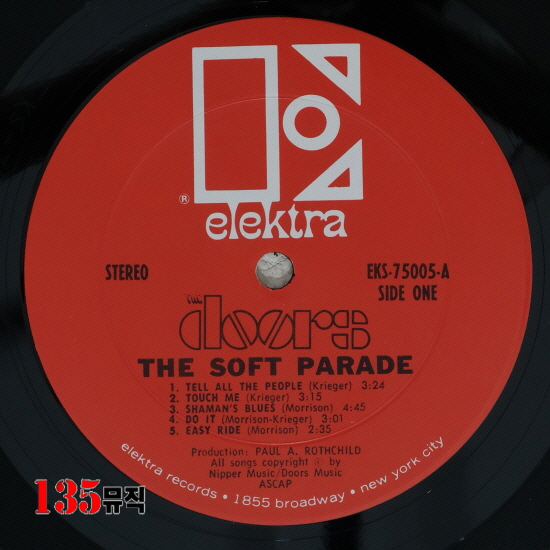 ®
elektra
STEREO
EKS-75005-A
SIDE ONE
THE
DOORS
THE SOFT PARADE
1. TELL ALL THE PEOPLE (Krieger) 3:24
2. TOUCH ME (Krieger) 3:15
3. SHAMAN'S BLUES (Morrison) 4:45
4. DO IT (Morrison-Krieger) 3:01
5. EASY RIDE (Morrison) 2:35
Production: PAUL A. ROTHCHILD
All songs copyright ℗ by
Nipper Music/Doors Music
ASCAP
elektra records • 1855 broadway • new york city
135뮤직